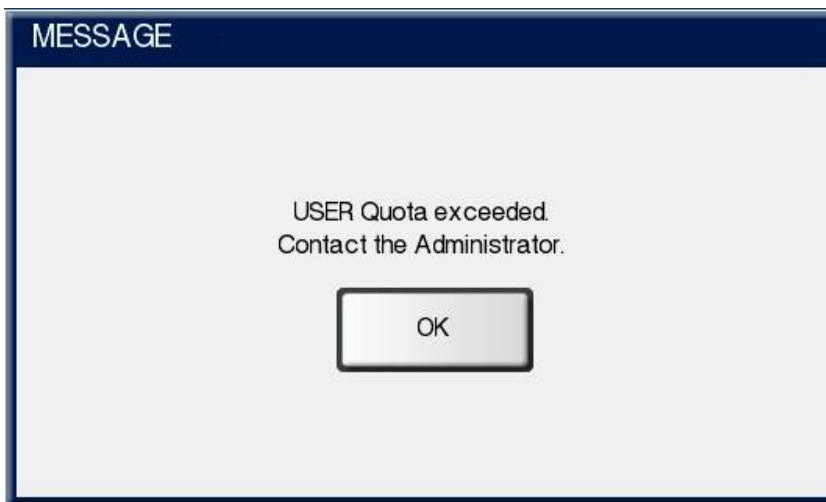 MESSAGE
USER Quota exceeded.
Contact the Administrator.
OK